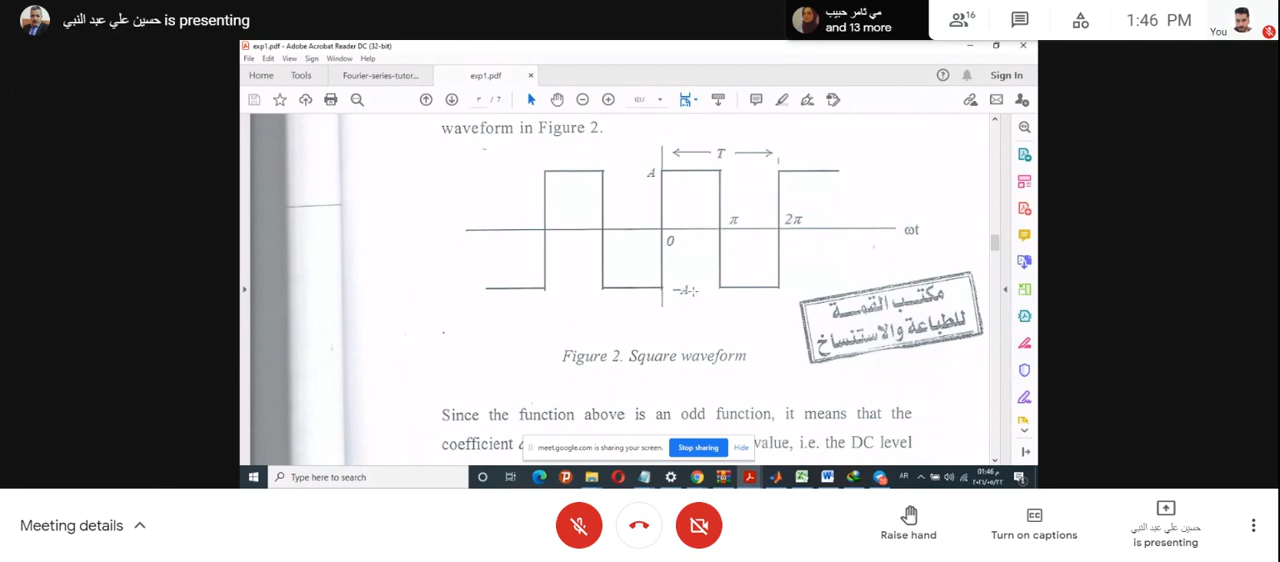 حسين علي عبد النبي is presenting
مي ثامر حبيب
and 13 more
16
1:46 PM
You
exp1.pdf - Adobe Acrobat Reader DC (32-bit)
File Edit View Sign Window Help
Home Tools Fourier-series-tutor... exp1.pdf × Sign In
٣ / 7
waveform in Figure 2.
T
A
π 2π
0
ωt
-A
مكتب القمة
للطباعة والاستنساخ
Figure 2. Square waveform
Since the function above is an odd function, it means that the
coefficient
value, i.e. the DC level
meet.google.com is sharing your screen. Stop sharing Hide
Type here to search
AR
01:46 م
Meeting details
Raise hand
Turn on captions
حسين علي عبد النبي
is presenting